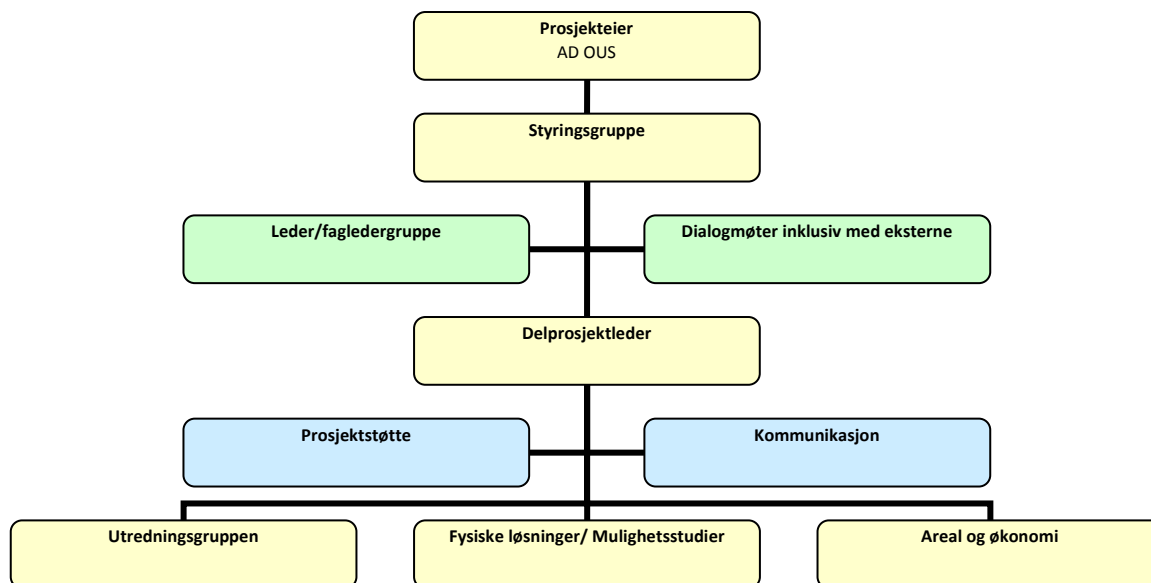 Prosjekteier
AD OUS
Styringsgruppe
Leder/fagledergruppe
Dialogmøter inklusiv med eksterne
Delprosjektleder
Prosjektstøtte
Kommunikasjon
Utredningsgruppen
Fysiske løsninger/ Mulighetsstudier
Areal og økonomi